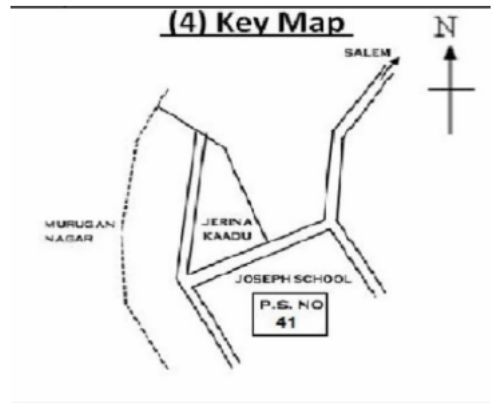 (4) Key Map
N
SALEM
MURUGAN
NAGAR
JERINA
KAADU
JOSEPH SCHOOL
P.S. NO
41